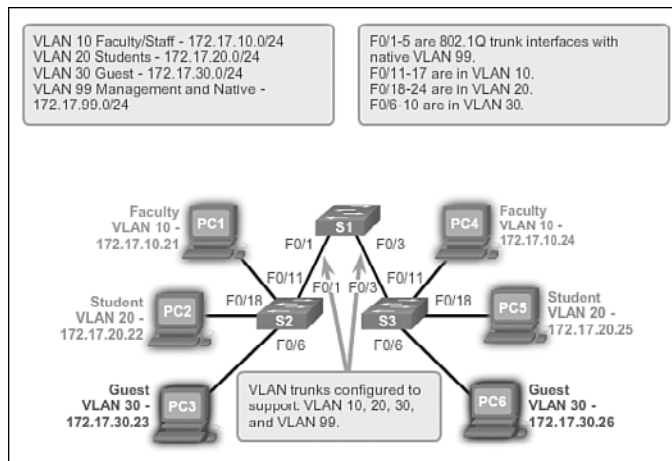 VLAN 10 Faculty/Staff - 172.17.10.0/24
VLAN 20 Students - 172.17.20.0/24
VLAN 30 Guest - 172.17.30.0/24
VLAN 99 Management and Native -
172.17.99.0/24
F0/1-5 are 802.1Q trunk interfaces with
native VLAN 99.
F0/11-17 are in VLAN 10.
F0/18-24 are in VLAN 20.
F0/6-10 are in VLAN 30.
Faculty
VLAN 10 -
172.17.10.21
PC1
S1
PC4
Faculty
VLAN 10 -
172.17.10.24
F0/1
F0/3
F0/11
F0/1
F0/3
F0/11
Student
VLAN 20 -
172.17.20.22
PC2
F0/18
S2
S3
F0/18
PC5
Student
VLAN 20 -
172.17.20.25
F0/6
F0/6
Guest
VLAN 30 -
172.17.30.23
PC3
VLAN trunks configured to
support: VLAN 10, 20, 30,
and VLAN 99.
PC6
Guest
VLAN 30 -
172.17.30.26